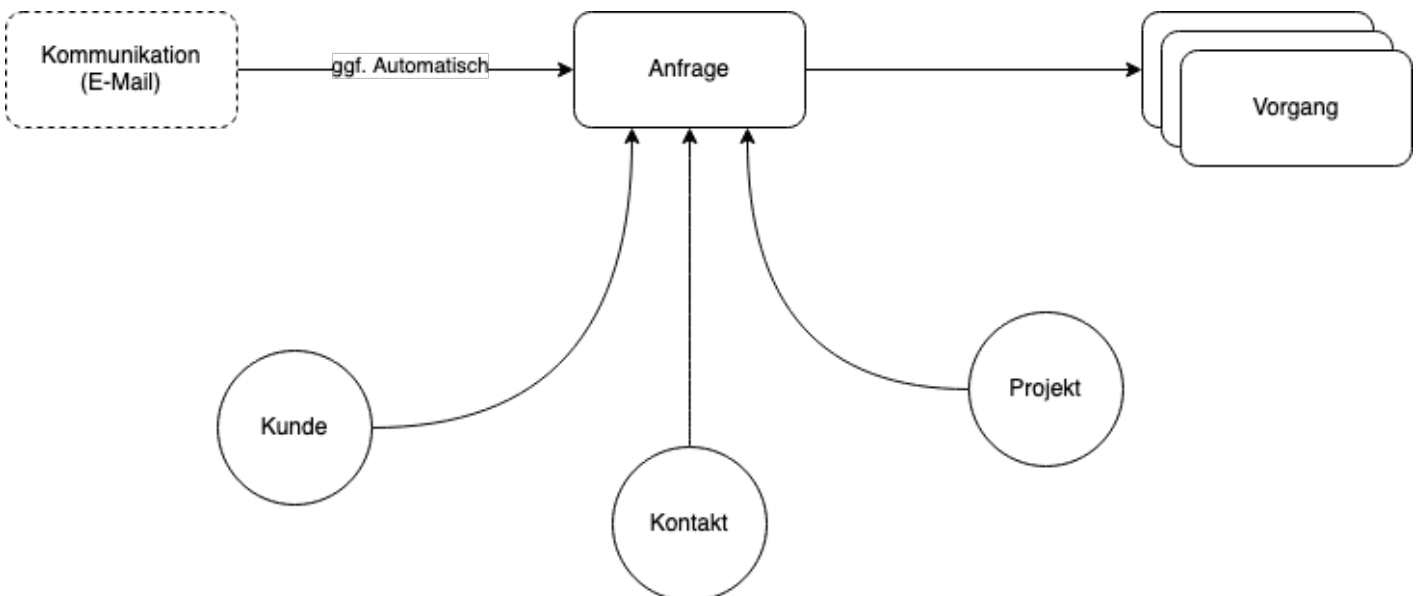 Kommunikation
(E-Mail)
ggf. Automatisch
Anfrage
Vorgang
Kunde
Kontakt
Projekt